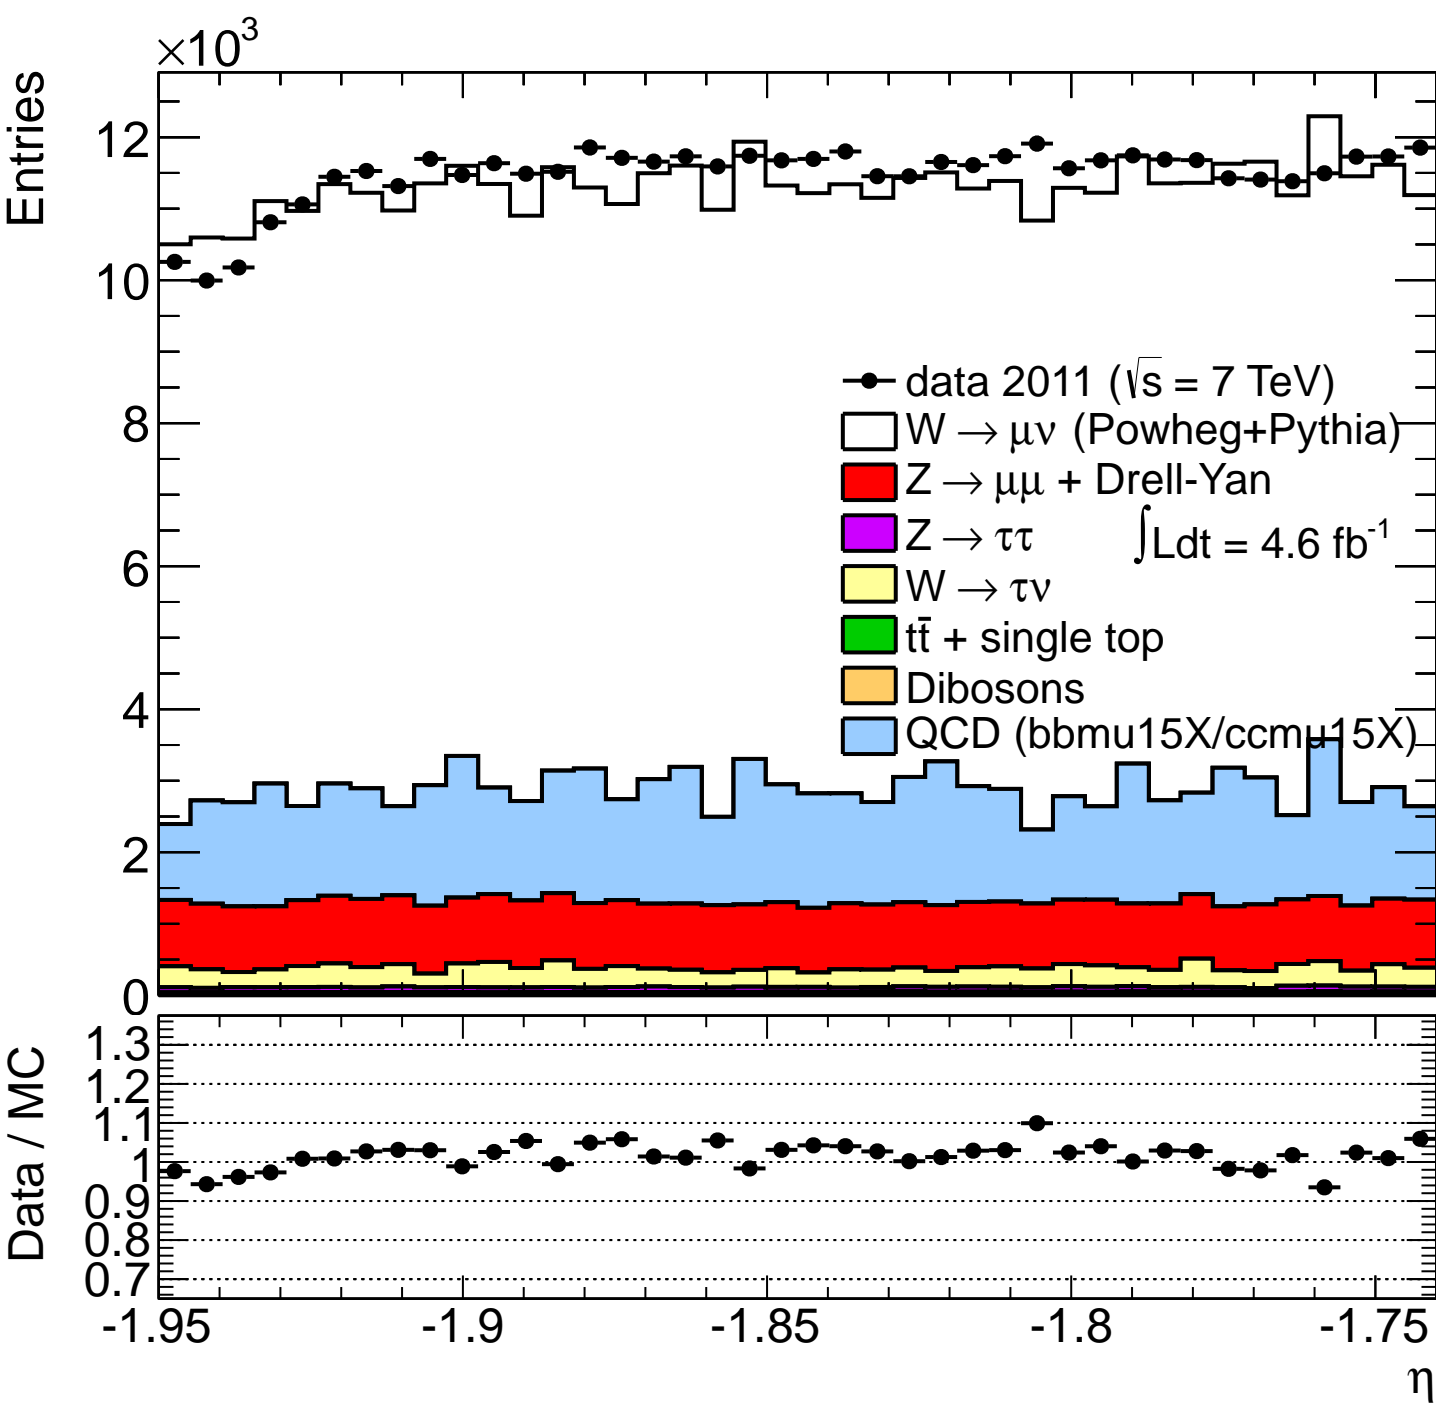 ×10³
Entries
12
10
8
6
4
2
0
data 2011 (√s = 7 TeV)
W → μν (Powheg+Pythia)
Z → μμ + Drell-Yan
Z → ττ
∫Ldt = 4.6 fb⁻¹
W → τν
tt̄ + single top
Dibosons
QCD (bbmu15X/ccmu15X)
Data / MC
1.3
1.2
1.1
1
0.9
0.8
0.7
-1.95 -1.9 -1.85 -1.8 -1.75
η